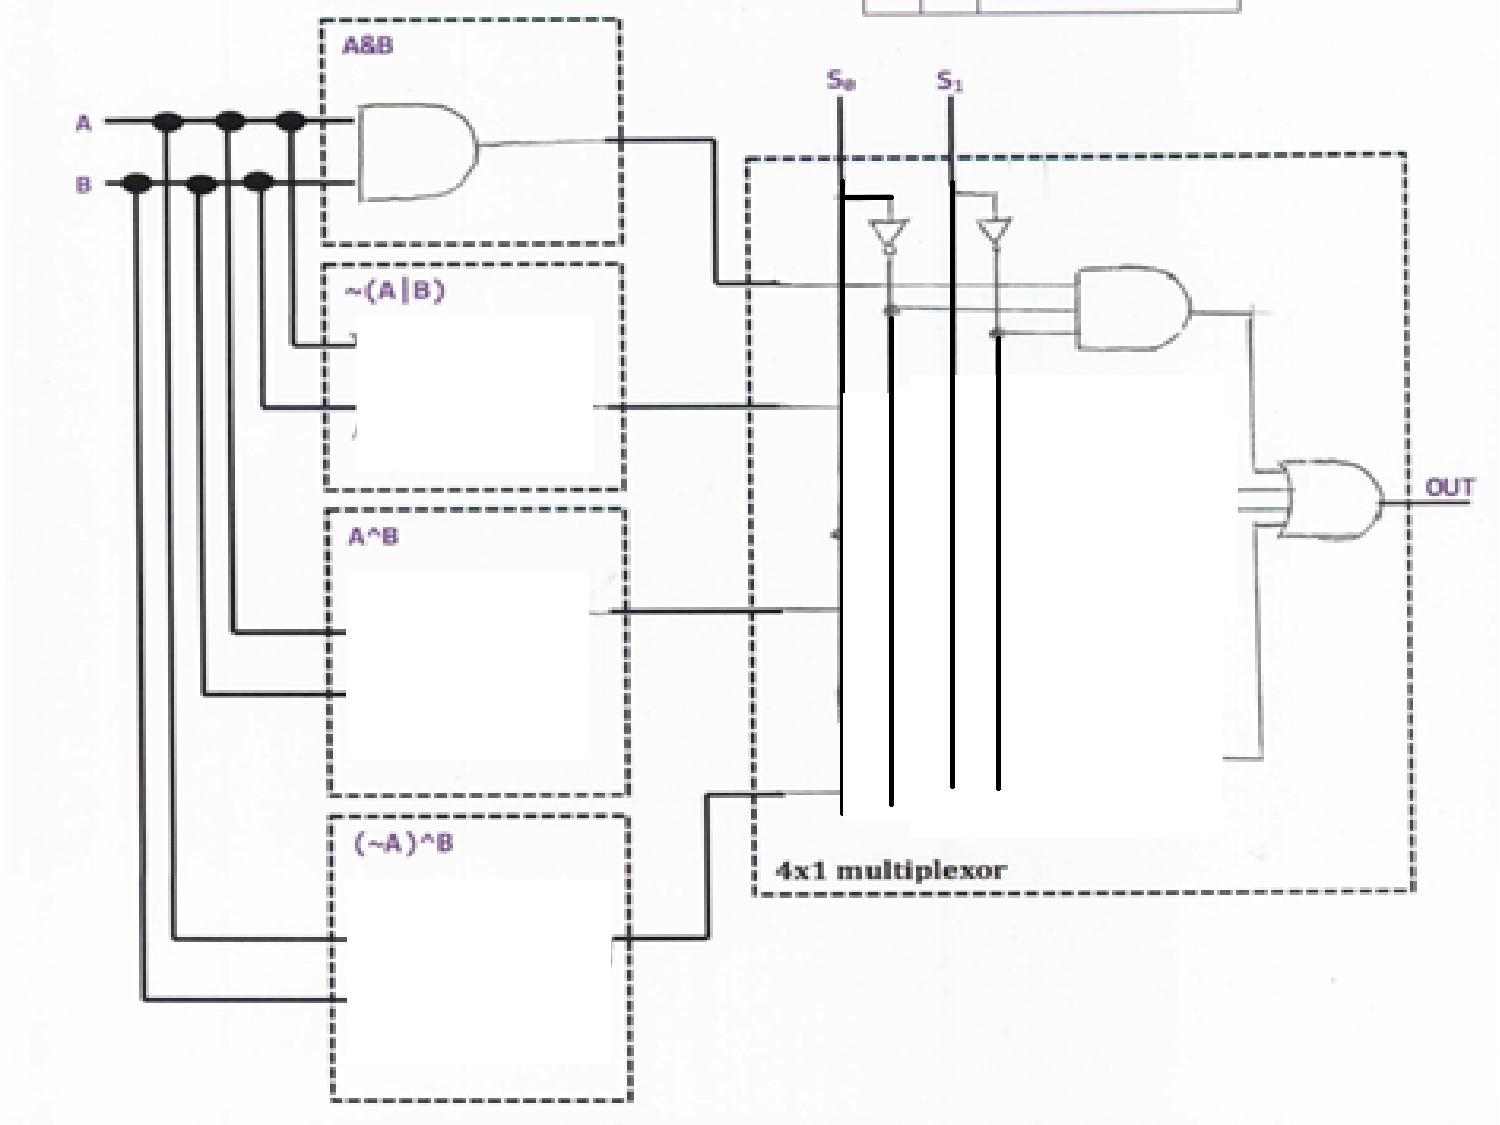 A&B
S₀ S₁
A
B
~(A|B)
OUT
A^B
(~A)^B
4x1 multiplexor